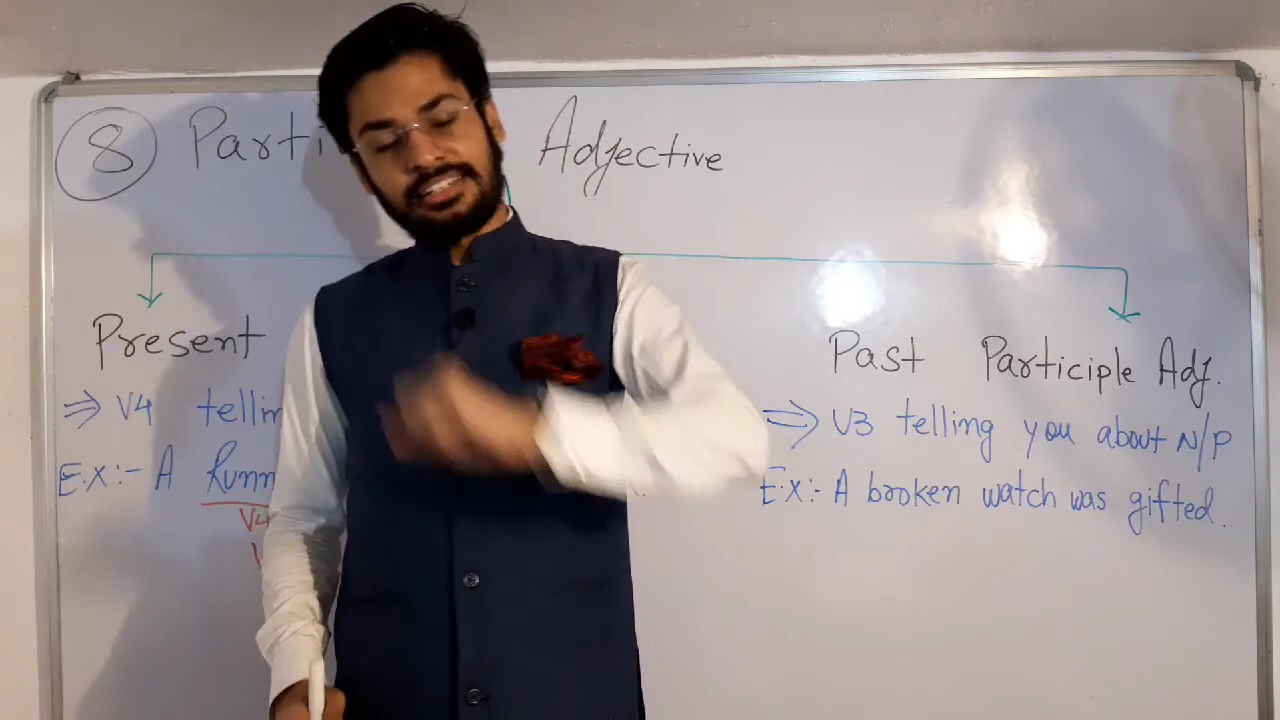 8 Parti Adjective
Present
Past Participle Adj.
⇒ V4 tellin
⇒ V3 telling you about N/P
Ex:- A Runn
Ex:- A broken watch was gifted.
V4